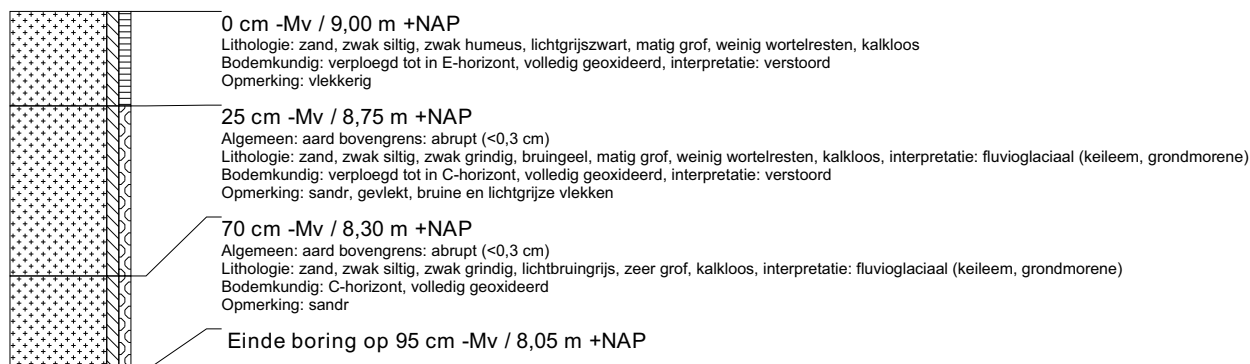 0 cm -Mv / 9,00 m +NAP
Lithologie: zand, zwak siltig, zwak humeus, lichtgrijszwart, matig grof, weinig wortelresten, kalkloos
Bodemkundig: verploegd tot in E-horizont, volledig geoxideerd, interpretatie: verstoord
Opmerking: vlekkerig
25 cm -Mv / 8,75 m +NAP
Algemeen: aard bovengrens: abrupt (<0,3 cm)
Lithologie: zand, zwak siltig, zwak grindig, bruingeel, matig grof, weinig wortelresten, kalkloos, interpretatie: fluvioglaciaal (keileem, grondmorene)
Bodemkundig: verploegd tot in C-horizont, volledig geoxideerd, interpretatie: verstoord
Opmerking: sandr, gevlekt, bruine en lichtgrijze vlekken
70 cm -Mv / 8,30 m +NAP
Algemeen: aard bovengrens: abrupt (<0,3 cm)
Lithologie: zand, zwak siltig, zwak grindig, lichtbruingrijs, zeer grof, kalkloos, interpretatie: fluvioglaciaal (keileem, grondmorene)
Bodemkundig: C-horizont, volledig geoxideerd
Opmerking: sandr
Einde boring op 95 cm -Mv / 8,05 m +NAP